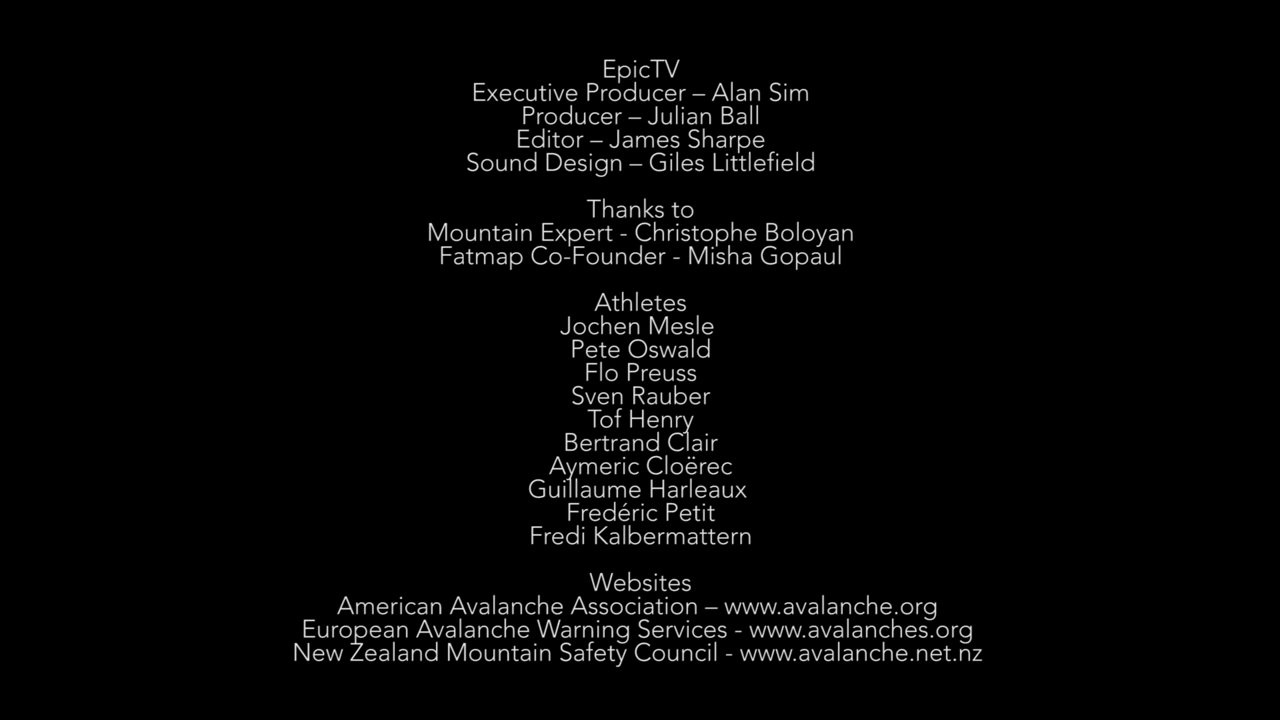 EpicTV
Executive Producer – Alan Sim
Producer – Julian Ball
Editor – James Sharpe
Sound Design – Giles Littlefield
Thanks to
Mountain Expert - Christophe Boloyan
Fatmap Co-Founder - Misha Gopaul
Athletes
Jochen Mesle
Pete Oswald
Flo Preuss
Sven Rauber
Tof Henry
Bertrand Clair
Aymeric Cloërec
Guillaume Harleaux
Fredéric Petit
Fredi Kalbermattern
Websites
American Avalanche Association – www.avalanche.org
European Avalanche Warning Services - www.avalanches.org
New Zealand Mountain Safety Council - www.avalanche.net.nz